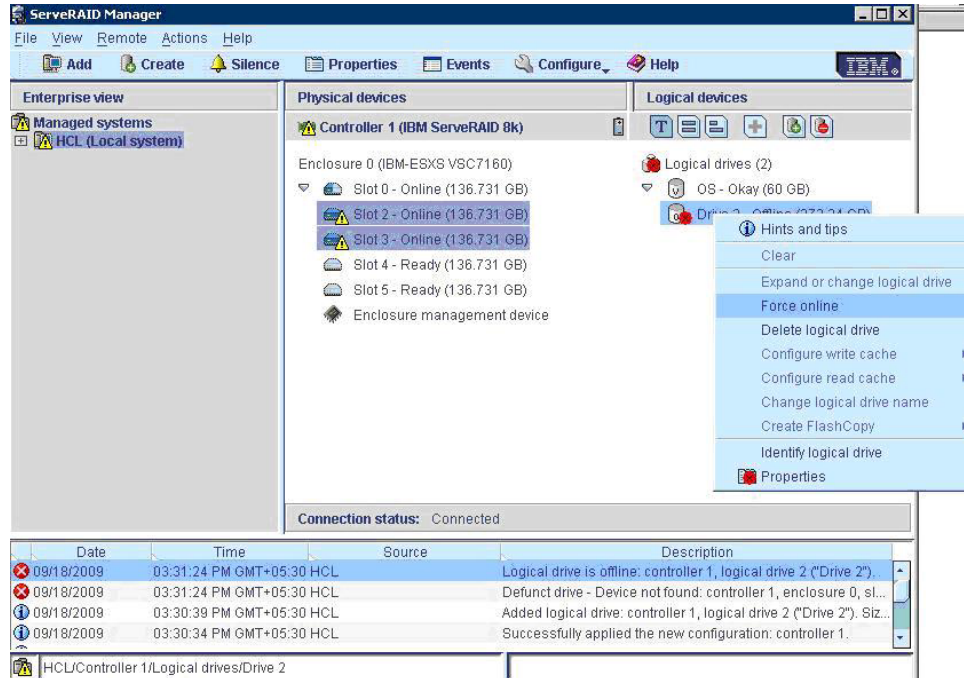 ServeRAID Manager
File View Remote Actions Help
Add Create Silence Properties Events Configure Help IBM
Enterprise view
Managed systems
HCL (Local system)
Physical devices
Controller 1 (IBM ServeRAID 8k)
Enclosure 0 (IBM-ESXS VSC7160)
Slot 0 - Online (136.731 GB)
Slot 2 - Online (136.731 GB)
Slot 3 - Online (136.731 GB)
Slot 4 - Ready (136.731 GB)
Slot 5 - Ready (136.731 GB)
Enclosure management device
Logical devices
T
Logical drives (2)
OS - Okay (60 GB)
Drive 2 - Offline
Hints and tips
Clear
Expand or change logical drive
Force online
Delete logical drive
Configure write cache
Configure read cache
Change logical drive name
Create FlashCopy
Identify logical drive
Properties
Connection status: Connected
Date Time Source Description
09/18/2009 03:31:24 PM GMT+05:30 HCL Logical drive is offline: controller 1, logical drive 2 ("Drive 2").
09/18/2009 03:31:24 PM GMT+05:30 HCL Defunct drive - Device not found: controller 1, enclosure 0, sl...
09/18/2009 03:30:39 PM GMT+05:30 HCL Added logical drive: controller 1, logical drive 2 ("Drive 2"). Siz...
09/18/2009 03:30:34 PM GMT+05:30 HCL Successfully applied the new configuration: controller 1.
HCL/Controller 1/Logical drives/Drive 2